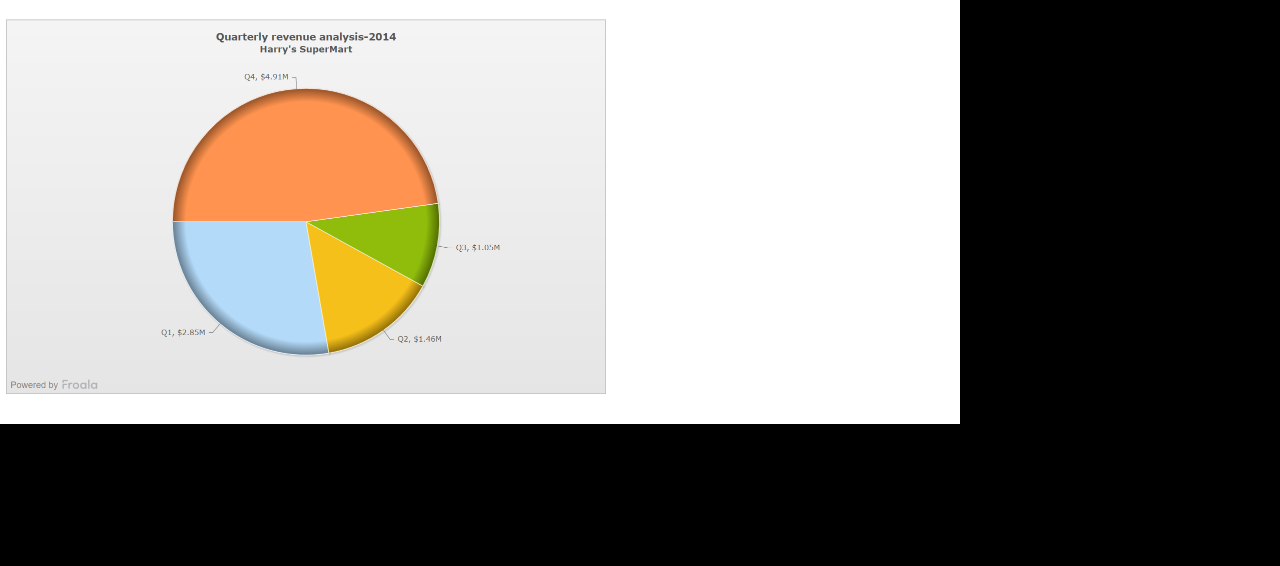 Quarterly revenue analysis-2014
Harry's SuperMart
Q4, $4.91M
Q3, $1.05M
Q1, $2.85M
Q2, $1.46M
Powered by Froala